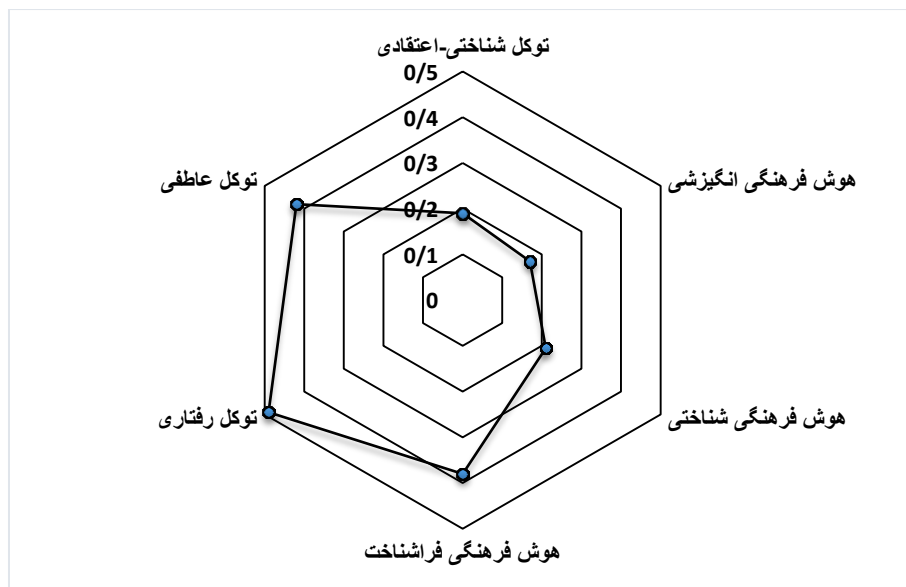 توکل شناختی-اعتقادی
0/5
0/4
0/3
0/2
0/1
0
هوش فرهنگی انگیزشی
توکل عاطفی
هوش فرهنگی شناختی
توکل رفتاری
هوش فرهنگی فراشناخت